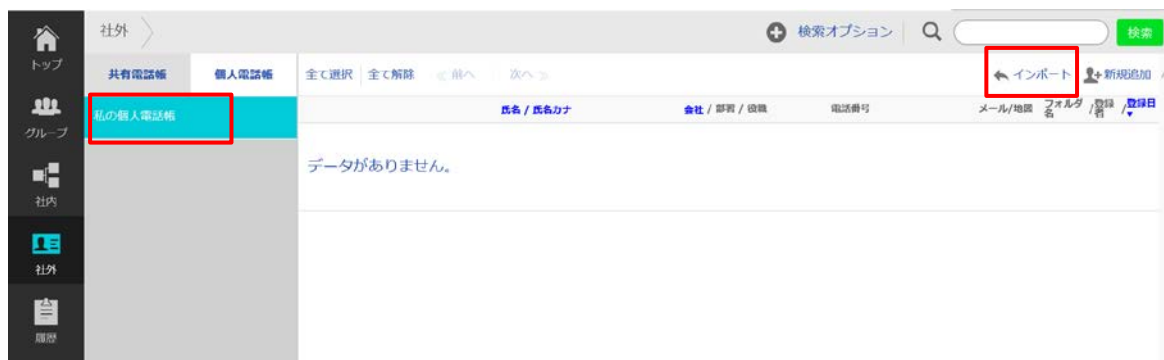 社外
検索オプション
検索
トップ
共有電話帳 個人電話帳 全て選択 全て解除 ≪前へ 次へ≫ インポート 新規追加
私の個人電話帳 氏名 / 氏名カナ 会社 / 部署 / 役職 電話番号 メール/地図 フォルダ名 /登録者 /登録日▼
グループ
データがありません。
社内
社外
履歴